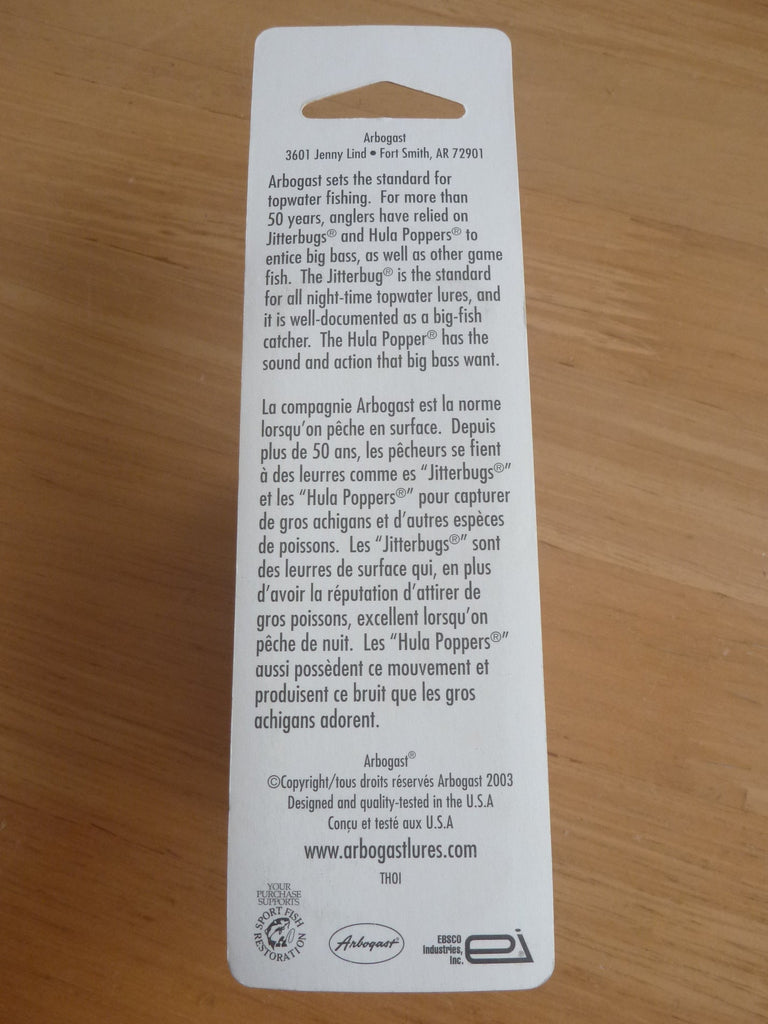 Arbogast
3601 Jenny Lind • Fort Smith, AR 72901
Arbogast sets the standard for
topwater fishing. For more than
50 years, anglers have relied on
Jitterbugs® and Hula Poppers® to
entice big bass, as well as other game
fish. The Jitterbug® is the standard
for all night-time topwater lures, and
it is well-documented as a big-fish
catcher. The Hula Popper® has the
sound and action that big bass want.
La compagnie Arbogast est la norme
lorsqu'on pêche en surface. Depuis
plus de 50 ans, les pêcheurs se fient
à des leurres comme es "Jitterbugs®"
et les "Hula Poppers®" pour capturer
de gros achigans et d'autres espèces
de poissons. Les "Jitterbugs®" sont
des leurres de surface qui, en plus
d'avoir la réputation d'attirer de
gros poissons, excellent lorsqu'on
pêche de nuit. Les "Hula Poppers®"
aussi possèdent ce mouvement et
produisent ce bruit que les gros
achigans adorent.
Arbogast®
©Copyright/tous droits réservés Arbogast 2003
Designed and quality-tested in the U.S.A
Conçu et testé aux U.S.A
www.arbogastlures.com
THOI
YOUR
PURCHASE
SUPPORTS
SPORT FISH
RESTORATION
Arbogast®
EBSCO
Industries,
Inc.
ei®